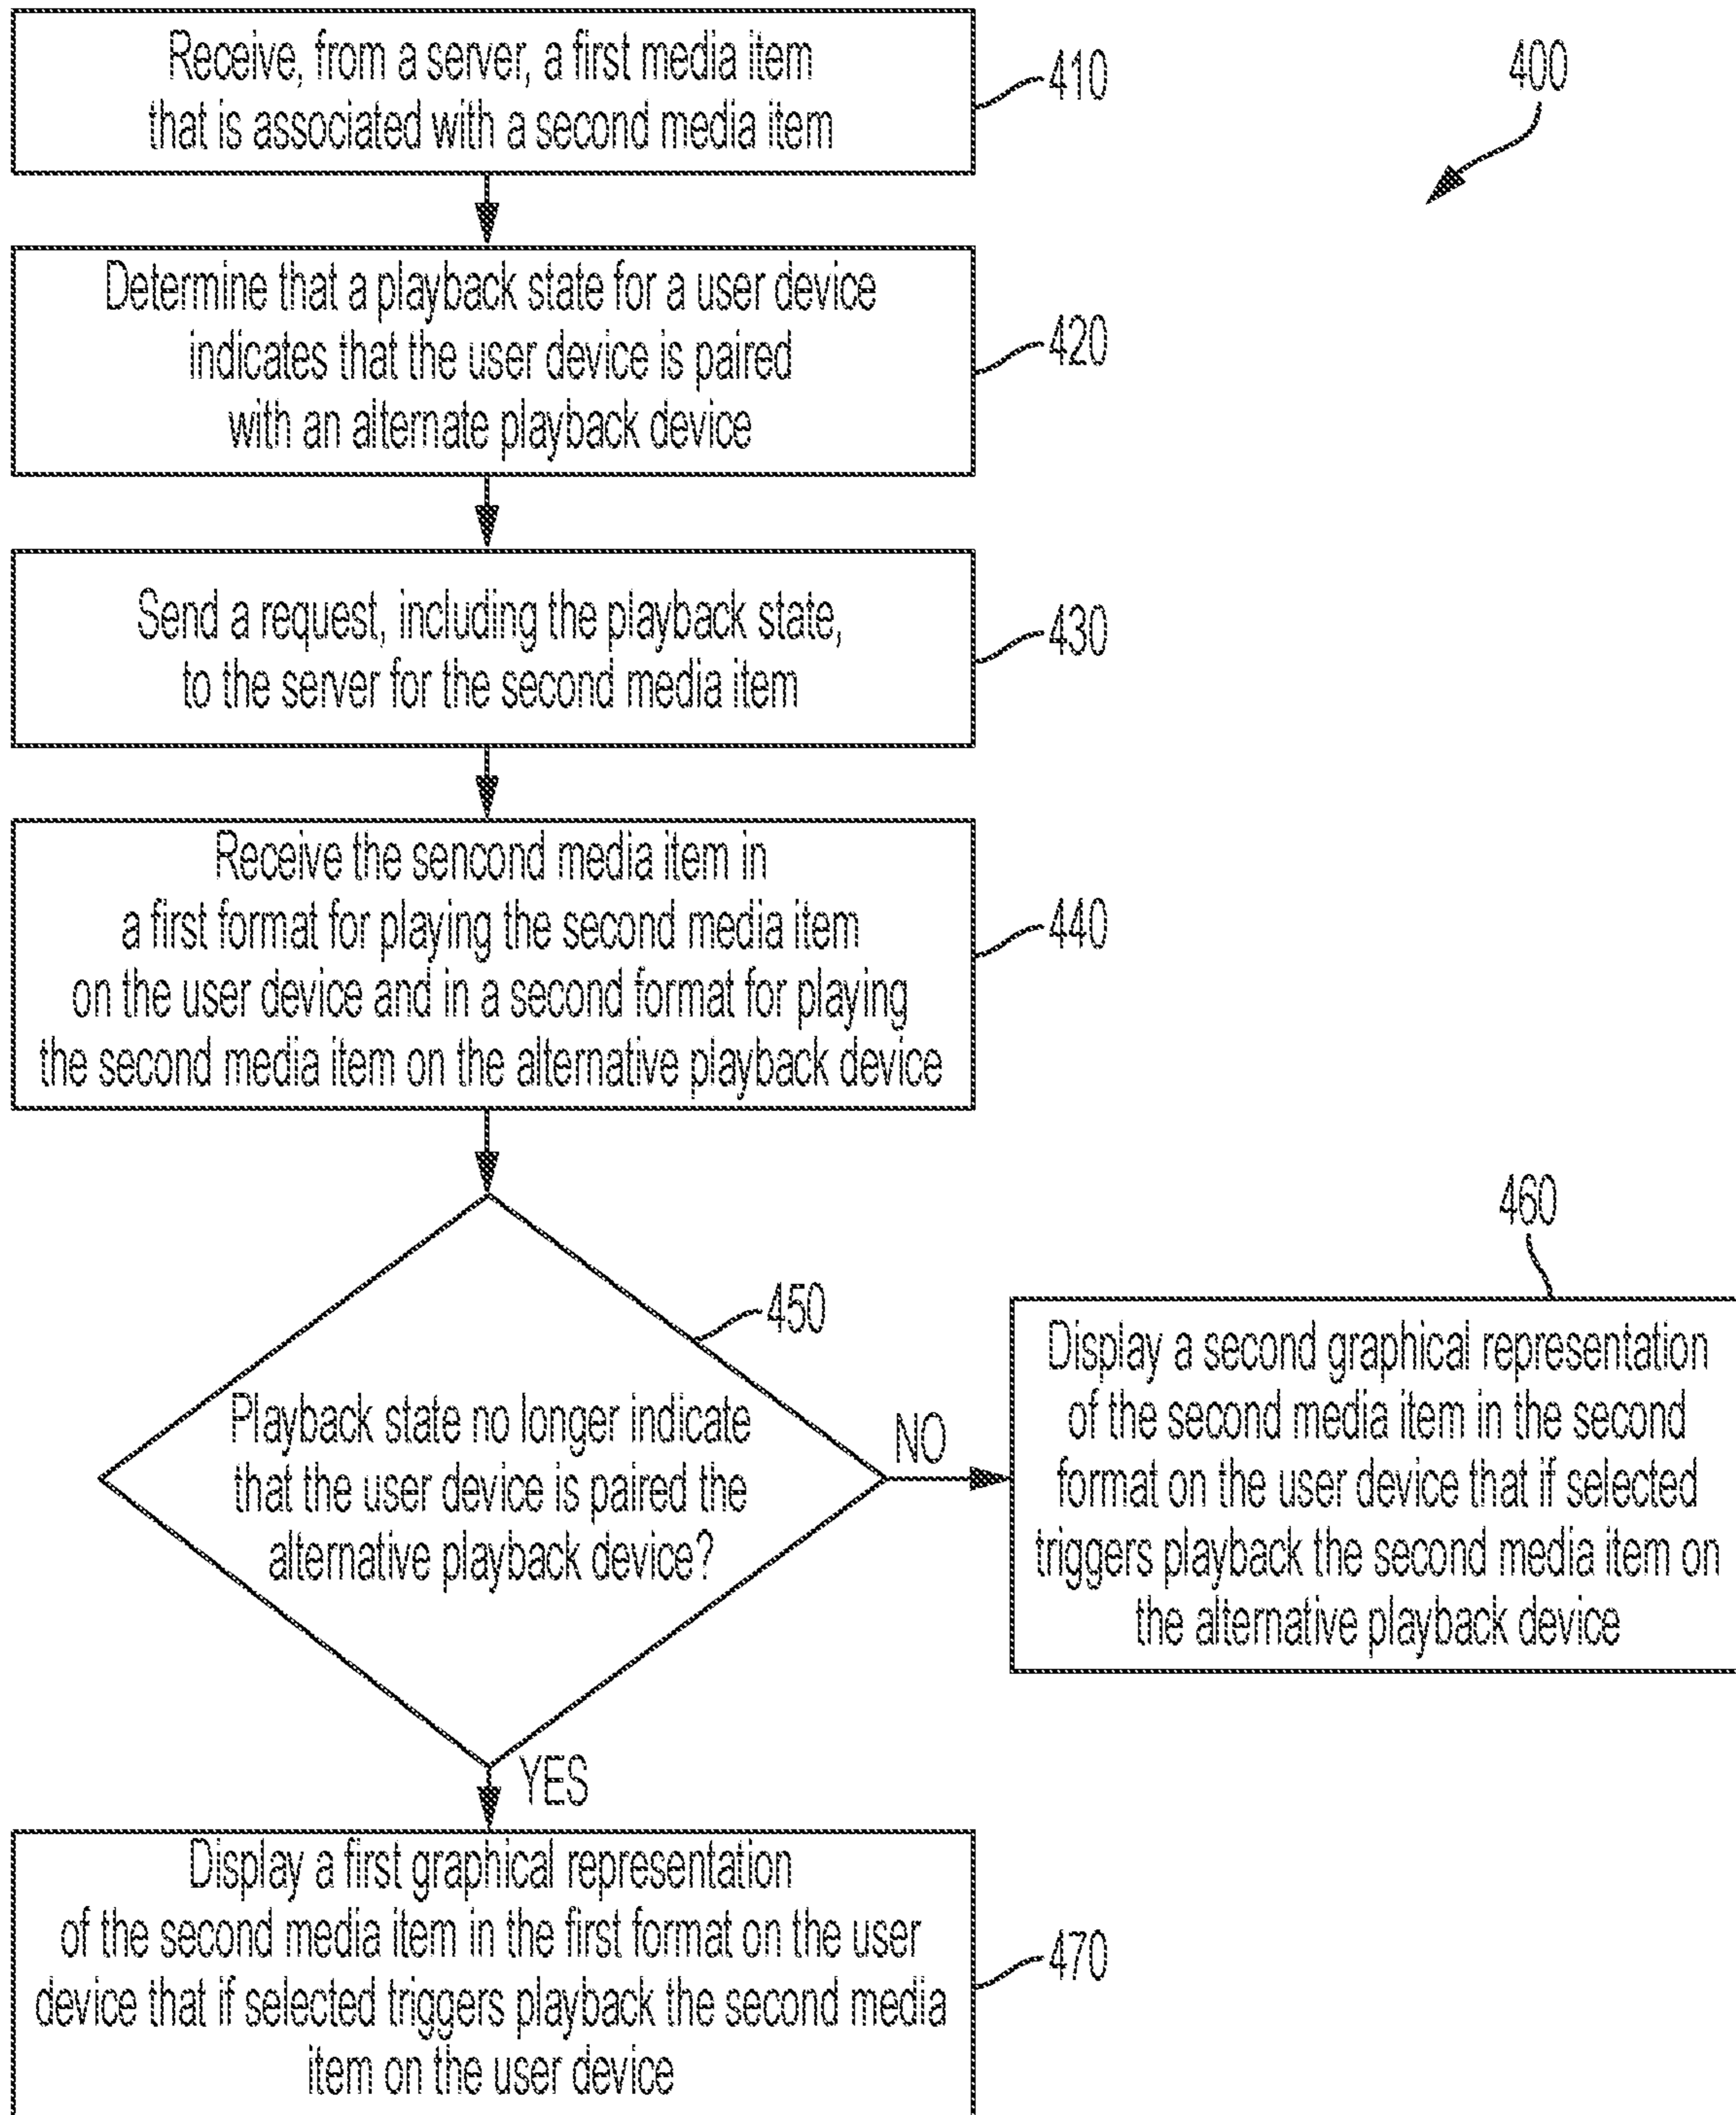 Receive, from a server, a first media item
that is associated with a second media item
410
400
Determine that a playback state for a user device
indicates that the user device is paired
with an alternate playback device
420
Send a request, including the playback state,
to the server for the second media item
430
Receive the sencond media item in
a first format for playing the second media item
on the user device and in a second format for playing
the second media item on the alternative playback device
440
450
Playback state no longer indicate
that the user device is paired the
alternative playback device?
NO
460
Display a second graphical representation
of the second media item in the second
format on the user device that if selected
triggers playback the second media item on
the alternative playback device
YES
Display a first graphical representation
of the second media item in the first format on the user
device that if selected triggers playback the second media
item on the user device
470